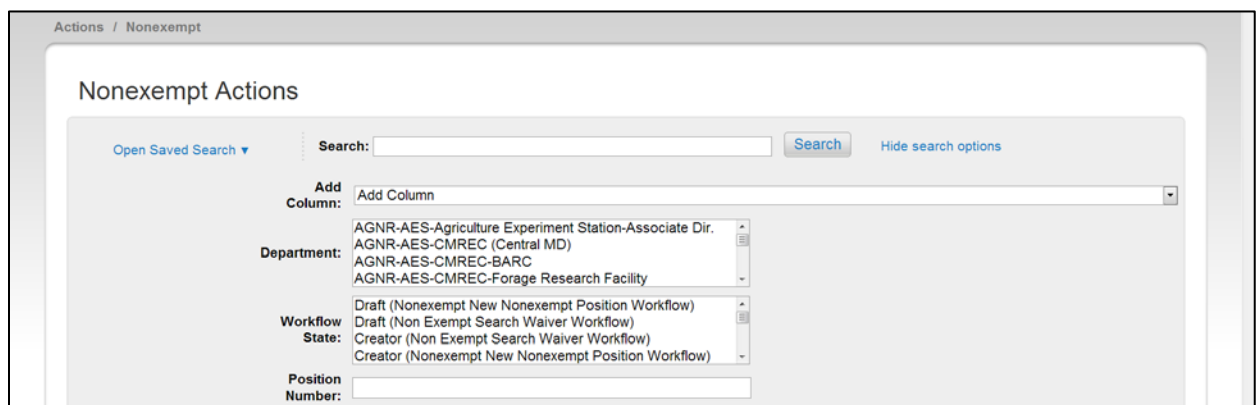 Actions / Nonexempt
Nonexempt Actions
Open Saved Search ▼ Search: Search Hide search options
Add Column: Add Column
Department: AGNR-AES-Agriculture Experiment Station-Associate Dir.
AGNR-AES-CMREC (Central MD)
AGNR-AES-CMREC-BARC
AGNR-AES-CMREC-Forage Research Facility
Workflow State: Draft (Nonexempt New Nonexempt Position Workflow)
Draft (Non Exempt Search Waiver Workflow)
Creator (Non Exempt Search Waiver Workflow)
Creator (Nonexempt New Nonexempt Position Workflow)
Position
Number: